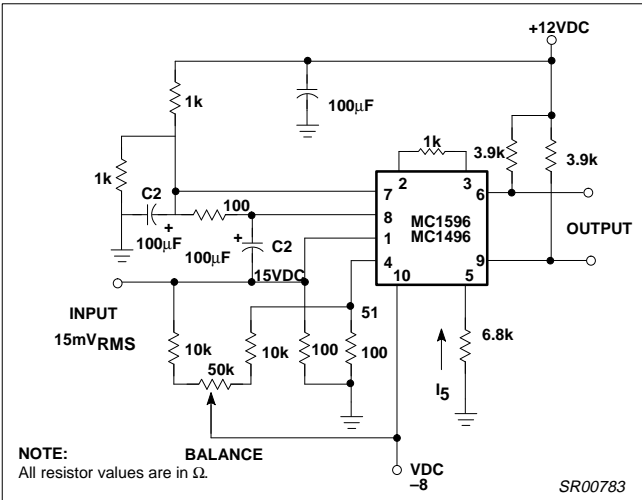 +12VDC
1k
100μF
1k
3.9k
3.9k
1k
2
3
C2
+
100μF
100
7
8
1
4
10
MC1596
MC1496
6
9
5
OUTPUT
+
100μF
C2
15VDC
INPUT
15mVRMS
51
10k
50k
10k
100
100
I5
6.8k
NOTE:
All resistor values are in Ω.
BALANCE
VDC
–8
SR00783